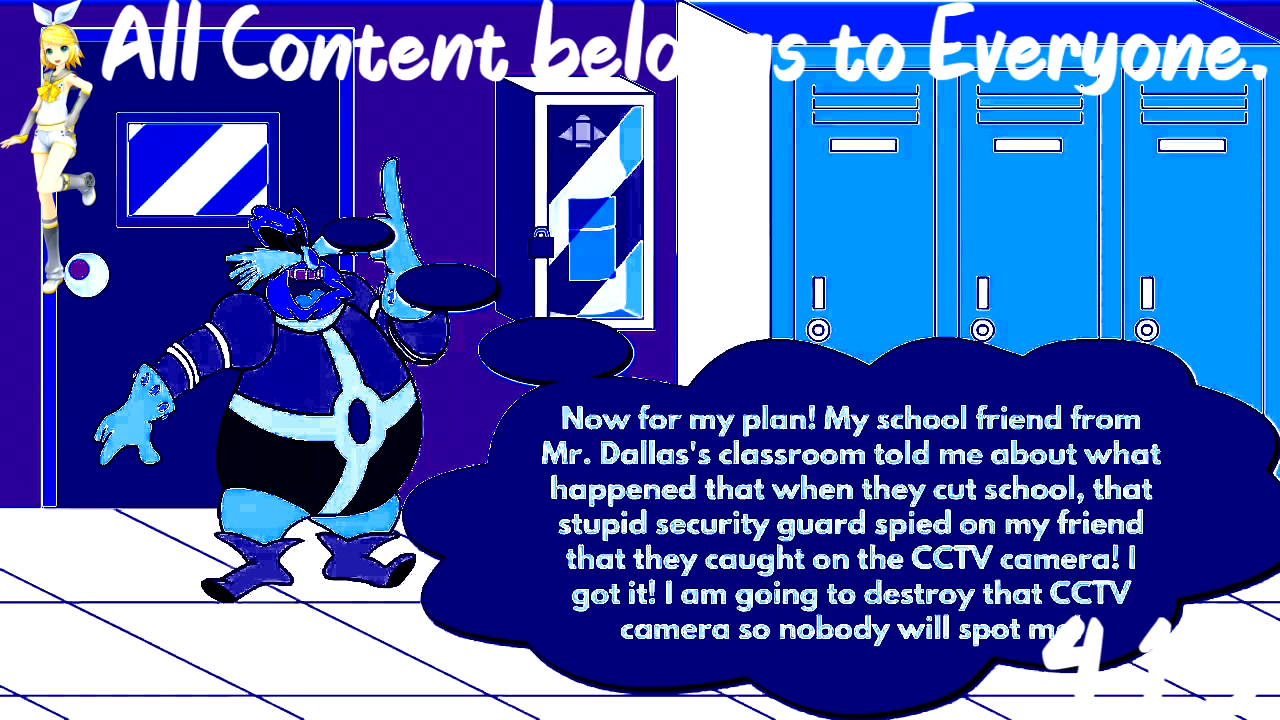 All Content belongs to Everyone.
Now for my plan! My school friend from
Mr. Dallas's classroom told me about what
happened that when they cut school, that
stupid security guard spied on my friend
that they caught on the CCTV camera! I
got it! I am going to destroy that CCTV
camera so nobody will spot